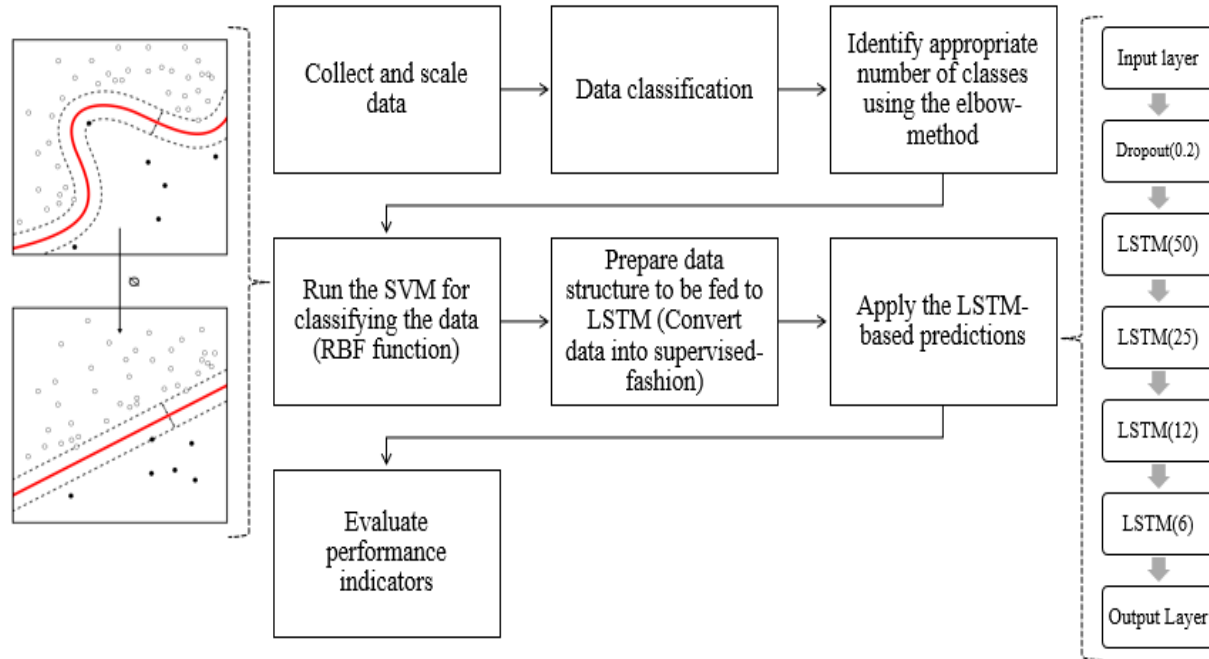 Collect and scale
data
Data classification
Identify appropriate
number of classes
using the elbow-
method
Run the SVM for
classifying the data
(RBF function)
Prepare data
structure to be fed to
LSTM (Convert
data into supervised-
fashion)
Apply the LSTM-
based predictions
Evaluate
performance
indicators
Input layer
Dropout(0.2)
LSTM(50)
LSTM(25)
LSTM(12)
LSTM(6)
Output Layer